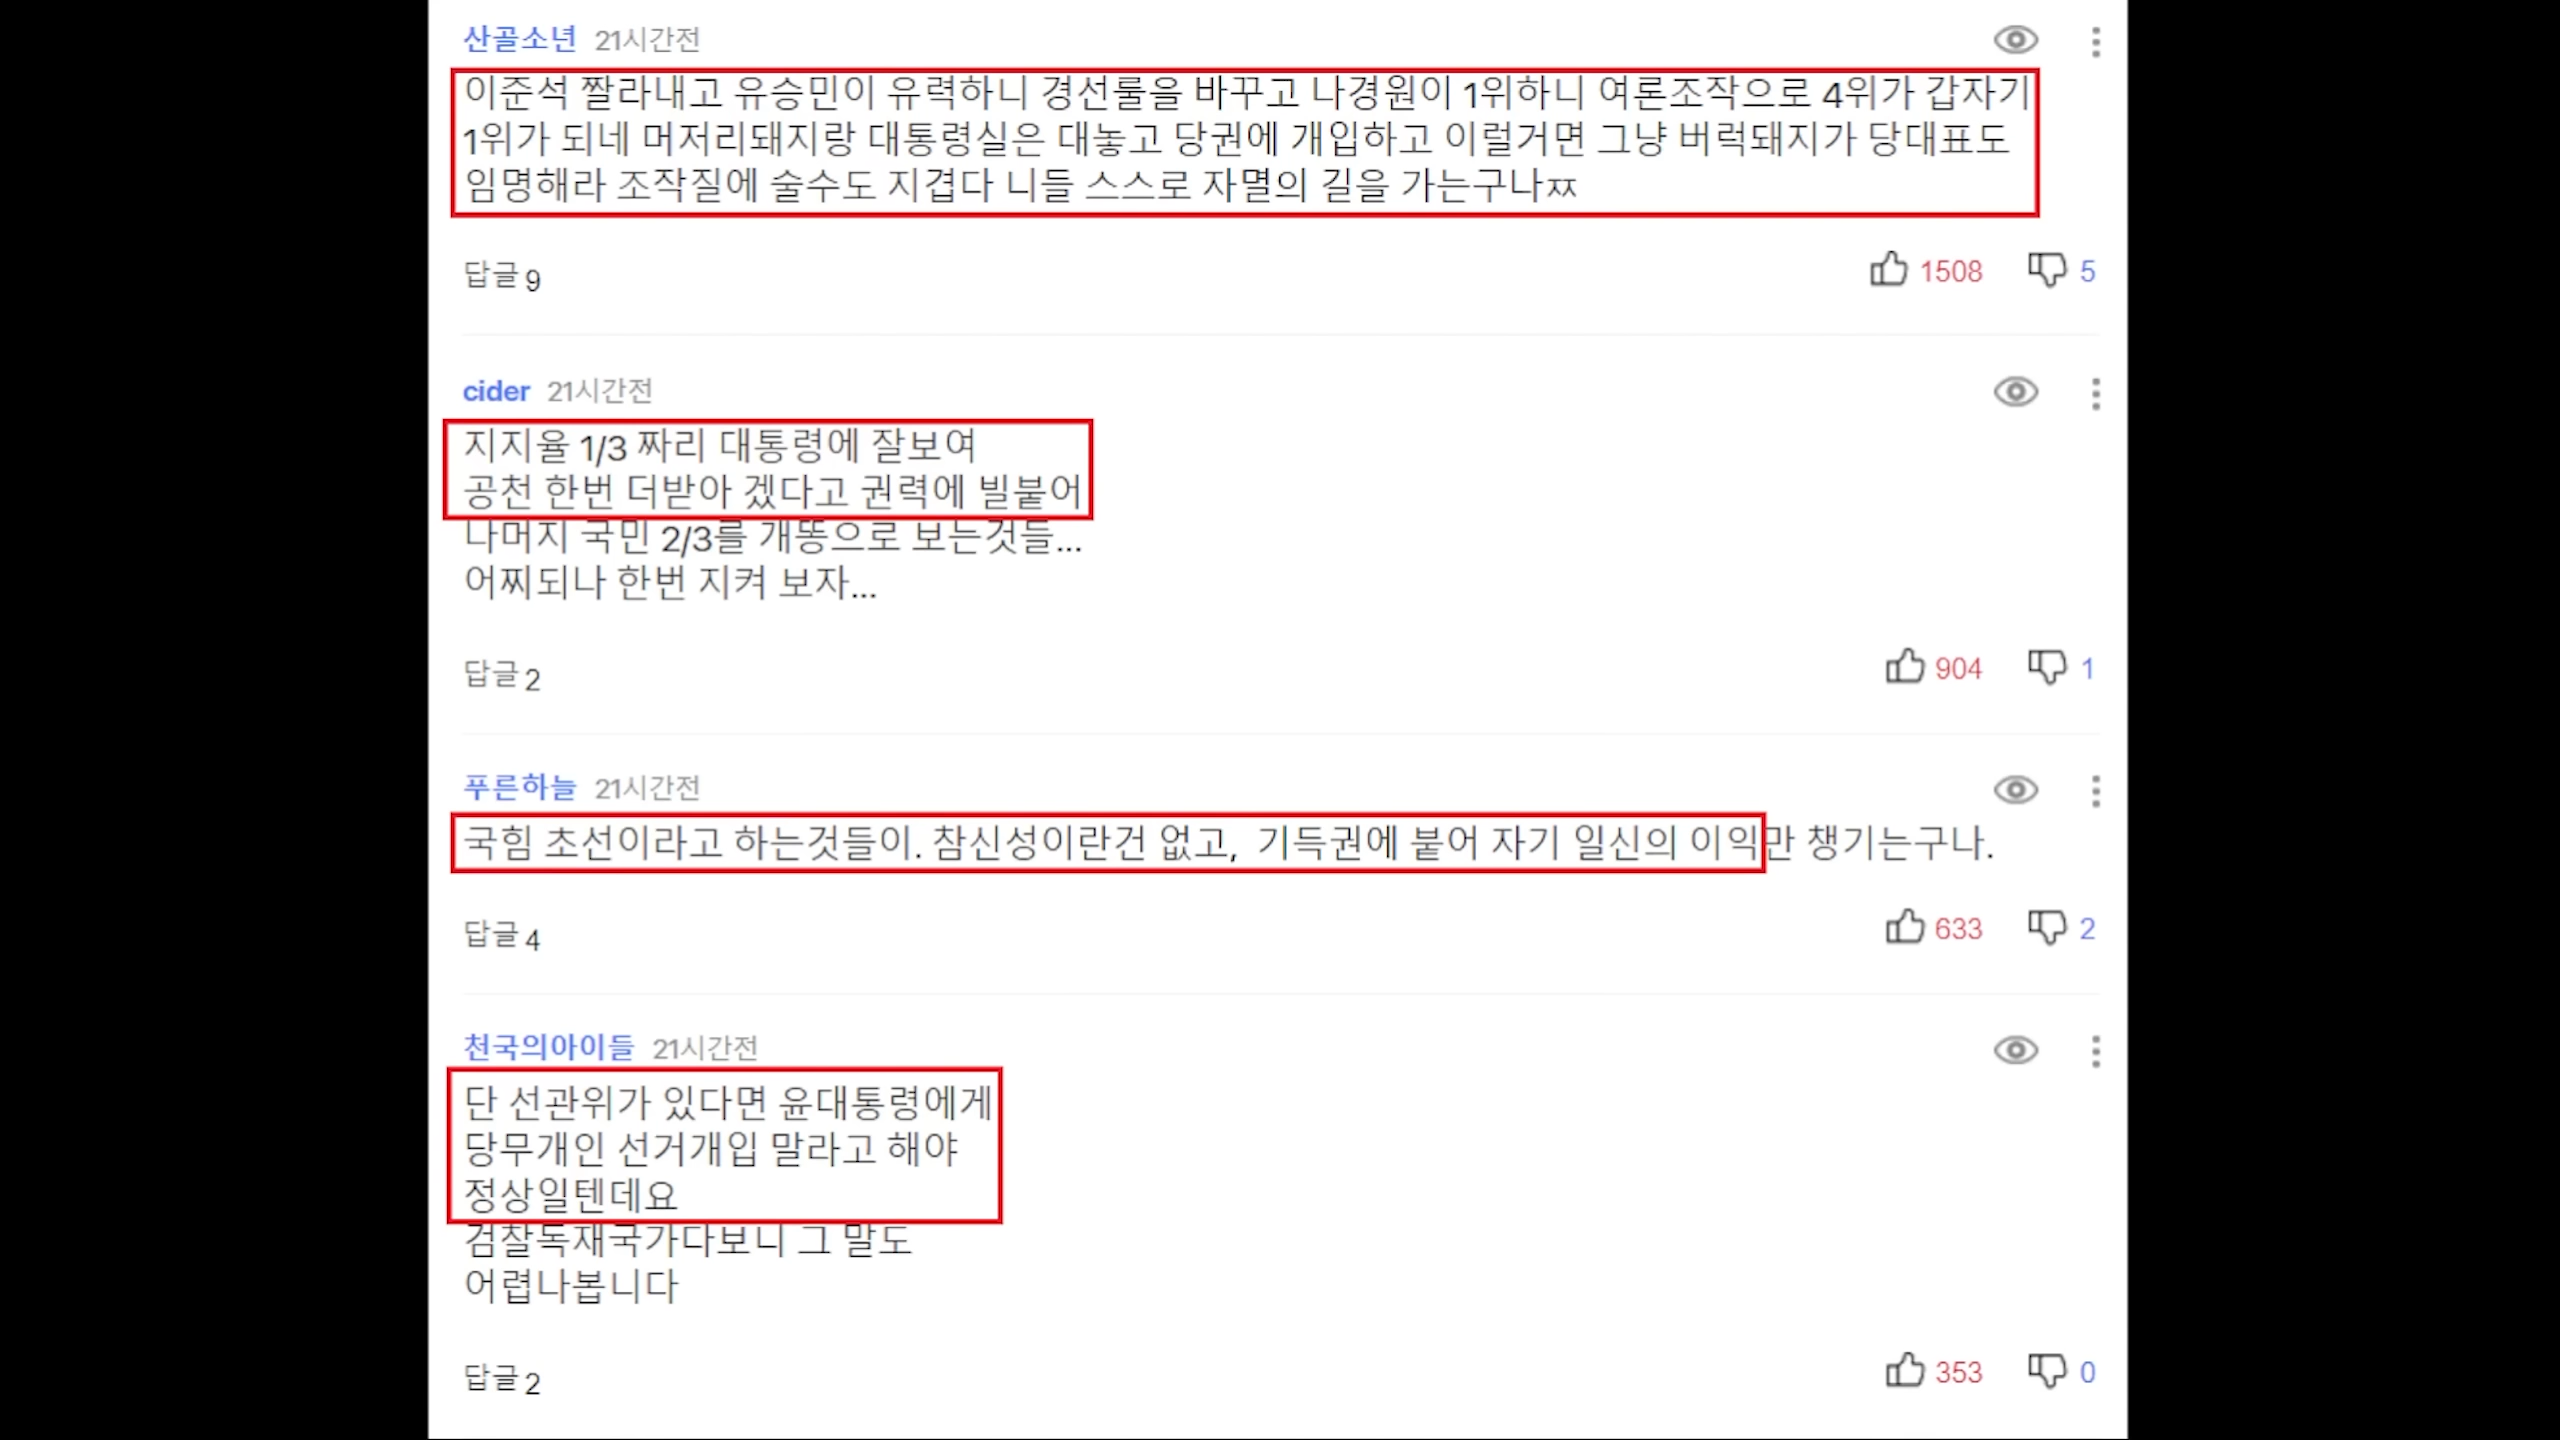 산골소년 21시간전
이준석 짤라내고 유승민이 유력하니 경선룰을 바꾸고 나경원이 1위하니 여론조작으로 4위가 갑자기
1위가 되네 머저리돼지랑 대통령실은 대놓고 당권에 개입하고 이럴거면 그냥 버럭돼지가 당대표도
임명해라 조작질에 술수도 지겹다 니들 스스로 자멸의 길을 가는구나ㅉ
답글 9
1508 5
cider 21시간전
지지율 1/3 짜리 대통령에 잘보여
공천 한번 더받아 겠다고 권력에 빌붙어
나머지 국민 2/3를 개똥으로 보는것들...
어찌되나 한번 지켜 보자...
답글 2
904 1
푸른하늘 21시간전
국힘 초선이라고 하는것들이. 참신성이란건 없고, 기득권에 붙어 자기 일신의 이익만 챙기는구나.
답글 4
633 2
천국의아이들 21시간전
단 선관위가 있다면 윤대통령에게
당무개인 선거개입 말라고 해야
정상일텐데요
검찰독재국가다보니 그 말도
어렵나봅니다
답글 2
353 0